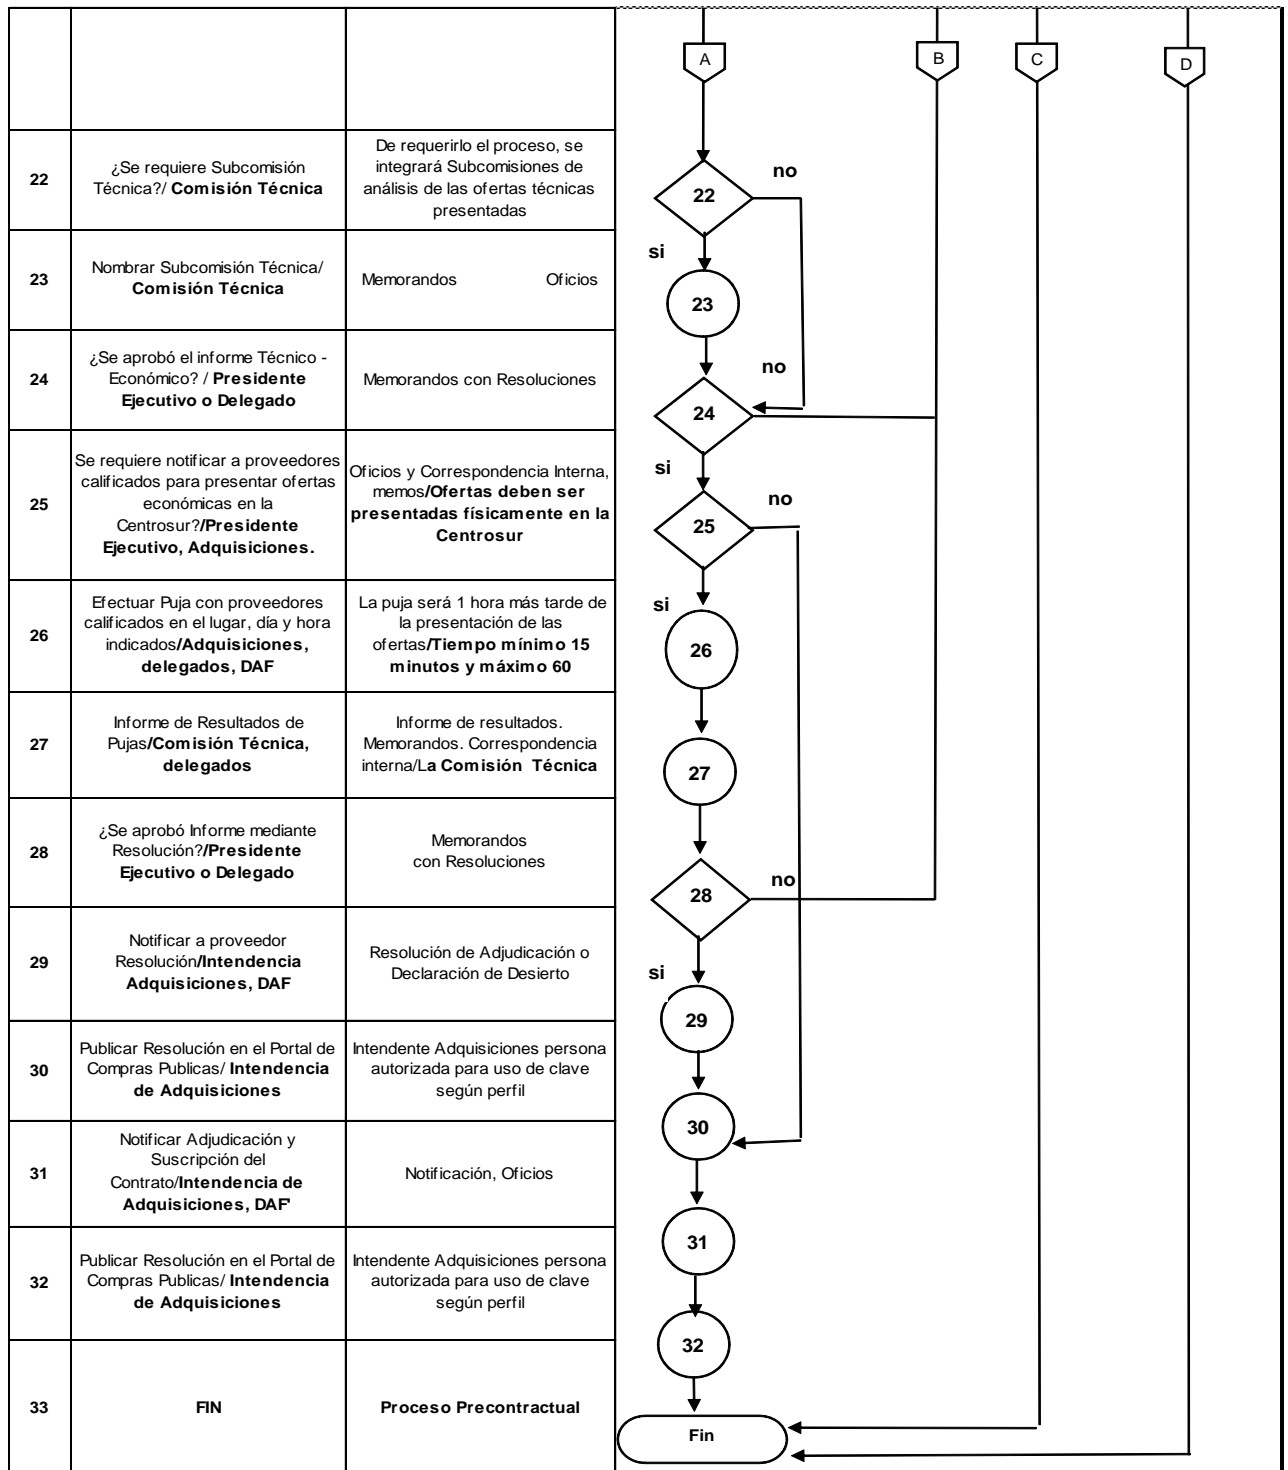 A
B
C
D
22
¿Se requiere Subcomisión
Técnica?/ Comisión Técnica
De requerirlo el proceso, se
integrará Subcomisiones de
análisis de las ofertas técnicas
presentadas
22
no
si
23
Nombrar Subcomisión Técnica/
Comisión Técnica
Memorandos Oficios
23
24
¿Se aprobó el informe Técnico -
Económico? / Presidente
Ejecutivo o Delegado
Memorandos con Resoluciones
no
24
si
25
Se requiere notificar a proveedores
calificados para presentar ofertas
económicas en la
Centrosur?/Presidente
Ejecutivo, Adquisiciones.
Oficios y Correspondencia Interna,
memos/Ofertas deben ser
presentadas físicamente en la
Centrosur
no
25
si
26
Efectuar Puja con proveedores
calificados en el lugar, día y hora
indicados/Adquisiciones,
delegados, DAF
La puja será 1 hora más tarde de
la presentación de las
ofertas/Tiempo mínimo 15
minutos y máximo 60
26
27
Informe de Resultados de
Pujas/Comisión Técnica,
delegados
Informe de resultados.
Memorandos. Correspondencia
interna/La Comisión Técnica
27
28
¿Se aprobó Informe mediante
Resolución?/Presidente
Ejecutivo o Delegado
Memorandos
con Resoluciones
28
no
si
29
Notificar a proveedor
Resolución/Intendencia
Adquisiciones, DAF
Resolución de Adjudicación o
Declaración de Desierto
29
30
Publicar Resolución en el Portal de
Compras Publicas/ Intendencia
de Adquisiciones
Intendente Adquisiciones persona
autorizada para uso de clave
según perfil
30
31
Notificar Adjudicación y
Suscripción del
Contrato/Intendencia de
Adquisiciones, DAF'
Notificación, Oficios
31
32
Publicar Resolución en el Portal de
Compras Publicas/ Intendencia
de Adquisiciones
Intendente Adquisiciones persona
autorizada para uso de clave
según perfil
32
33
FIN
Proceso Precontractual
Fin